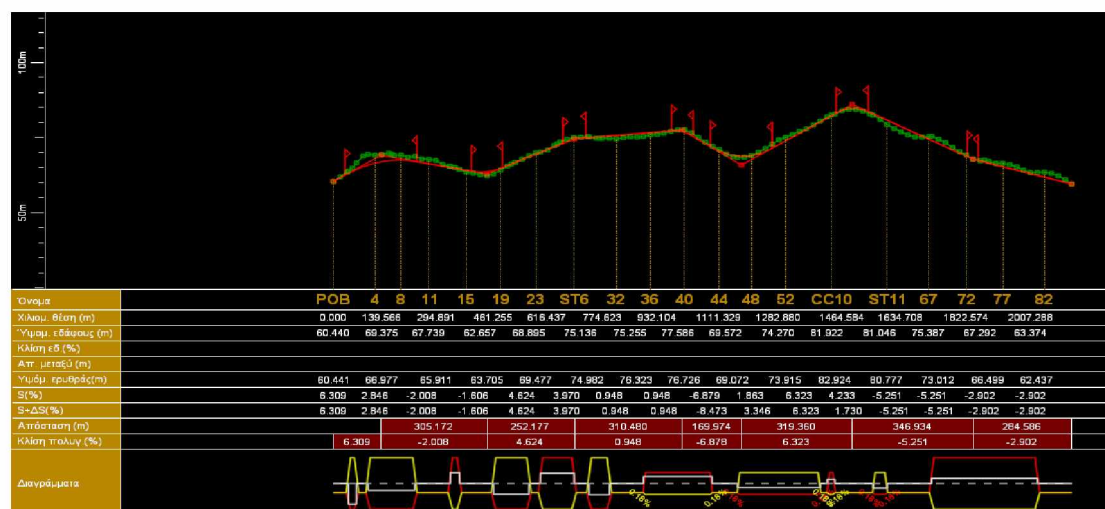 100m
50m
Όνομα POB 4 8 11 15 19 23 ST6 32 36 40 44 48 52 CC10 ST11 67 72 77 82
Χιλιομ. θέση (m) 0.000 139.566 294.891 461.255 616.437 774.623 932.104 1111.329 1282.880 1464.584 1634.708 1822.574 2007.288
Ύψομ. εδάφους (m) 60.440 69.375 67.739 62.657 68.895 75.136 75.255 77.586 69.572 74.270 81.922 81.046 75.387 67.292 63.374
Κλίση εδ (%)
Απ. μεταξύ (m)
Υψόμ. ερυθράς(m) 60.441 66.977 65.911 63.705 69.477 74.982 76.323 76.726 69.072 73.915 82.924 80.777 73.012 66.499 62.437
S(%) 6.309 2.846 -2.008 -1.606 4.624 3.970 0.948 0.948 -6.879 1.863 6.323 4.233 -5.251 -5.251 -2.902 -2.902
S+ΔS(%) 6.309 2.846 -2.008 -1.606 4.624 3.970 0.948 0.948 -8.473 3.346 6.323 1.730 -5.251 -5.251 -2.902 -2.902
Απόσταση (m) 305.172 252.177 310.480 169.974 319.360 346.934 284.586
Κλίση πολυγ (%) 6.309 -2.008 4.624 0.948 -6.878 6.323 -5.251 -2.902
Διαγράμματα
0.18% 0.18%